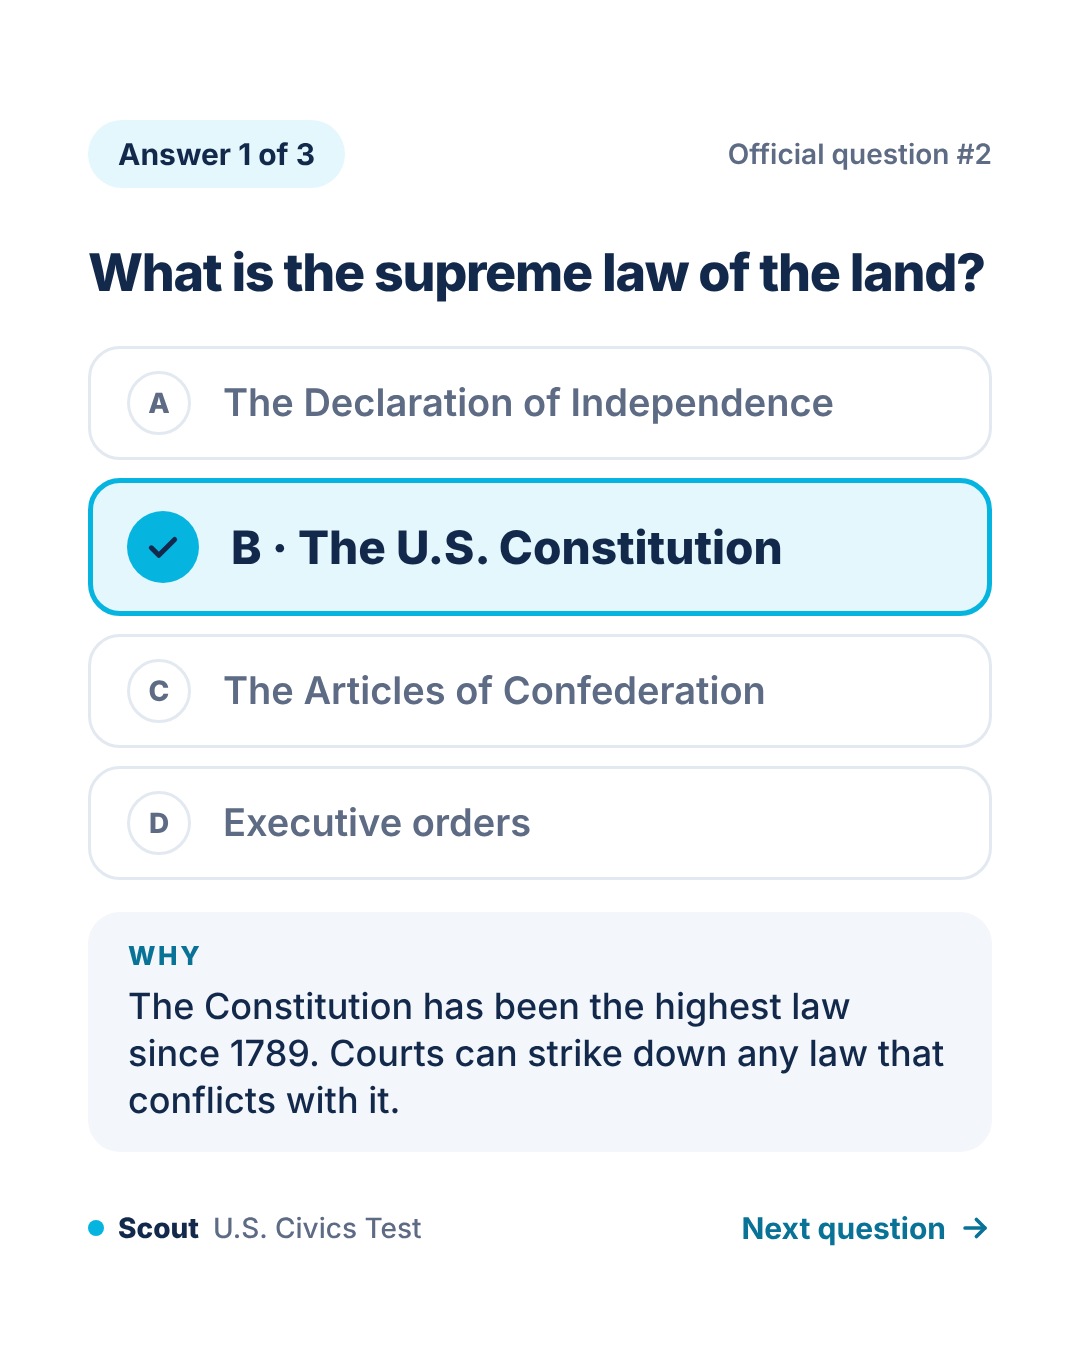 Answer 1 of 3
Official question #2
What is the supreme law of the land?
A The Declaration of Independence
B · The U.S. Constitution
C The Articles of Confederation
D Executive orders
WHY
The Constitution has been the highest law
since 1789. Courts can strike down any law that
conflicts with it.
Scout U.S. Civics Test
Next question →